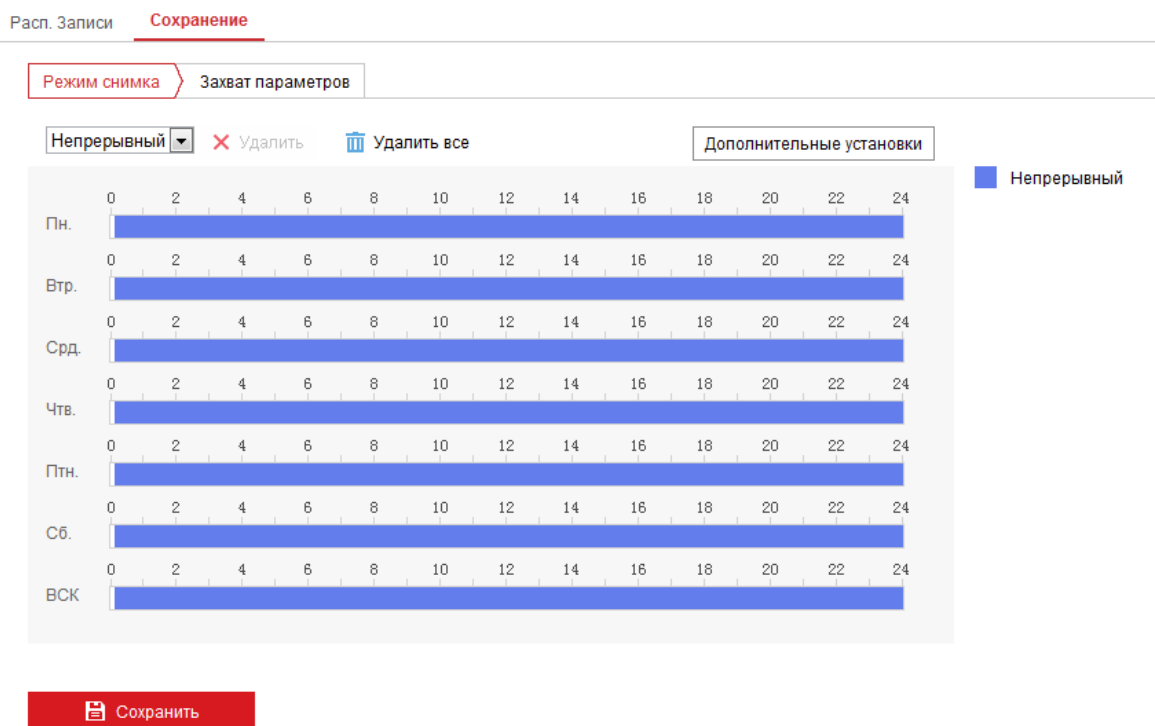 Расп. Записи Сохранение
Режим снимка Захват параметров
Непрерывный Удалить Удалить все Дополнительные установки
Непрерывный
0 2 4 6 8 10 12 14 16 18 20 22 24
Пн.
0 2 4 6 8 10 12 14 16 18 20 22 24
Втр.
0 2 4 6 8 10 12 14 16 18 20 22 24
Срд.
0 2 4 6 8 10 12 14 16 18 20 22 24
Чтв.
0 2 4 6 8 10 12 14 16 18 20 22 24
Птн.
0 2 4 6 8 10 12 14 16 18 20 22 24
Сб.
0 2 4 6 8 10 12 14 16 18 20 22 24
ВСК
Сохранить